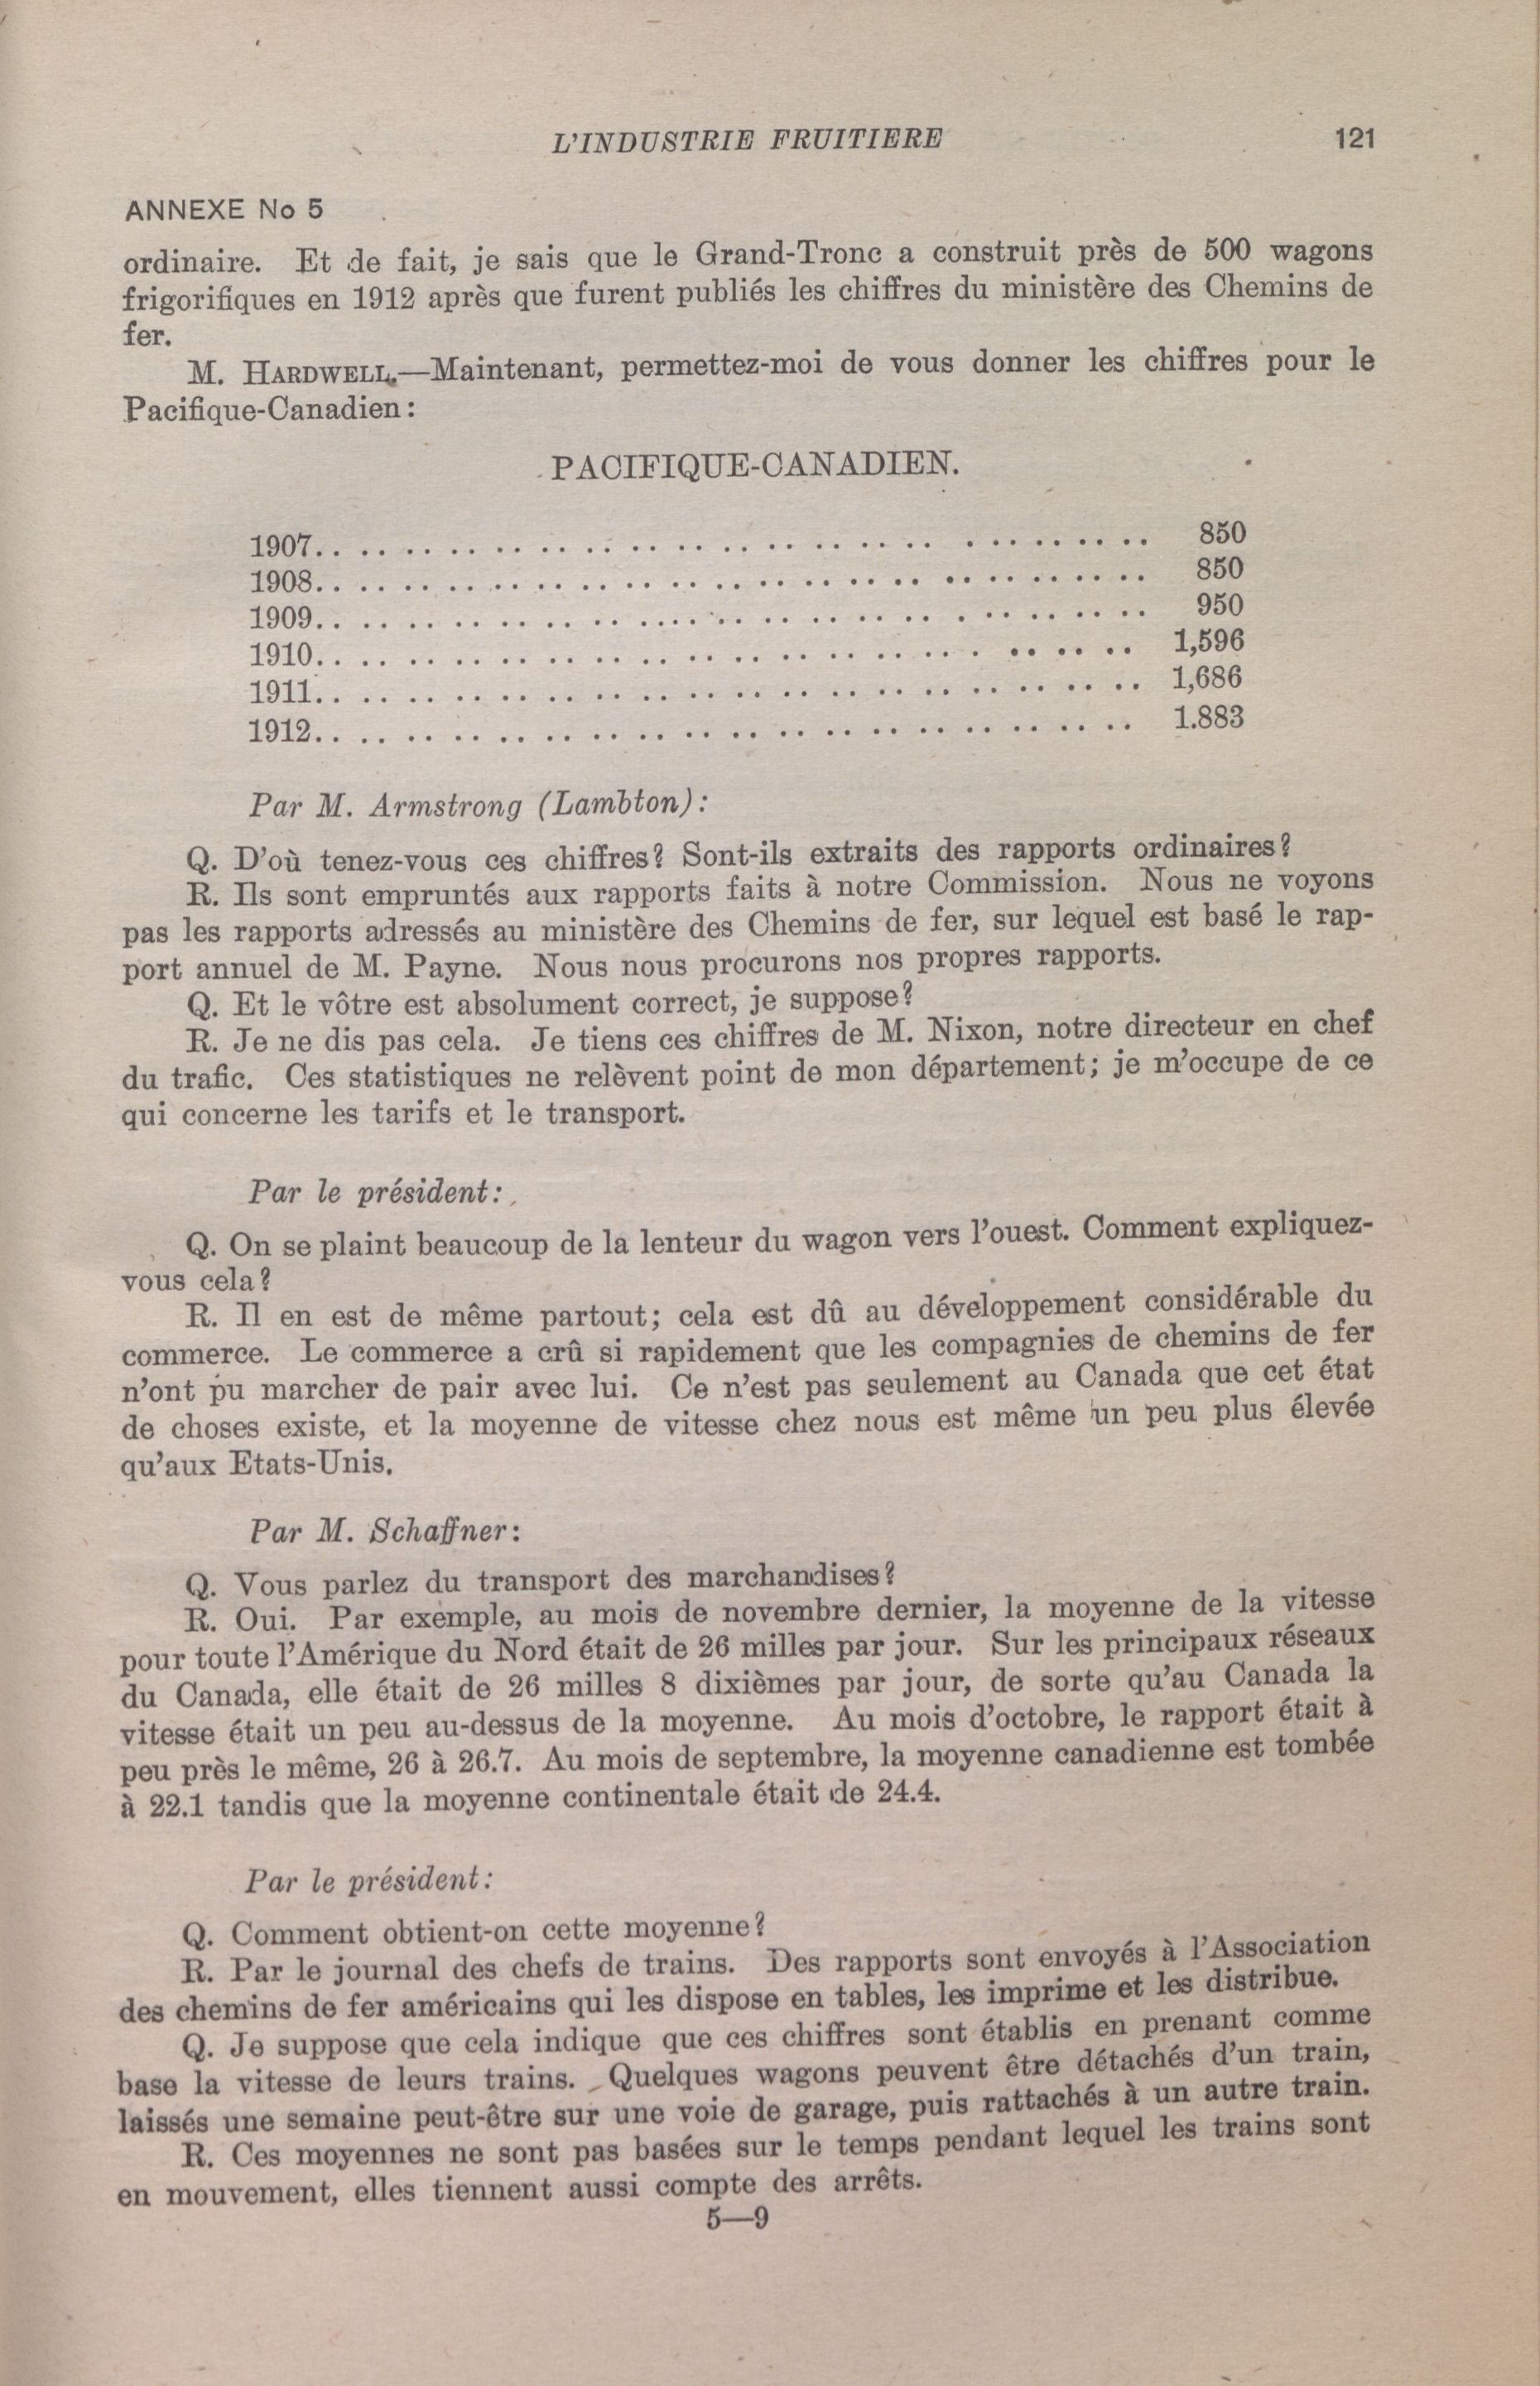 L'INDUSTRIE FRUITIERE 121
ANNEXE No 5
ordinaire. Et de fait, je sais que le Grand-Tronc a construit près de 500 wagons
frigorifiques en 1912 après que furent publiés les chiffres du ministère des Chemins de
fer.
M. HARDWELL.—Maintenant, permettez-moi de vous donner les chiffres pour le
Pacifique-Canadien:
PACIFIQUE-CANADIEN.
1907. . . . . . . . . . . . . . . . . . . . 850
1908. . . . . . . . . . . . . . . . . . . . 850
1909. . . . . . . . . . . . . . . . . . . . 950
1910. . . . . . . . . . . . . . . . . . . . 1,596
1911. . . . . . . . . . . . . . . . . . . . 1,686
1912. . . . . . . . . . . . . . . . . . . . 1.883
Par M. Armstrong (Lambton):
Q. D'où tenez-vous ces chiffres? Sont-ils extraits des rapports ordinaires?
R. Ils sont empruntés aux rapports faits à notre Commission. Nous ne voyons
pas les rapports adressés au ministère des Chemins de fer, sur lequel est basé le rap-
port annuel de M. Payne. Nous nous procurons nos propres rapports.
Q. Et le vôtre est absolument correct, je suppose?
R. Je ne dis pas cela. Je tiens ces chiffres de M. Nixon, notre directeur en chef
du trafic. Ces statistiques ne relèvent point de mon département; je m'occupe de ce
qui concerne les tarifs et le transport.
Par le président:
Q. On se plaint beaucoup de la lenteur du wagon vers l'ouest. Comment expliquez-
vous cela?
R. Il en est de même partout; cela est dû au développement considérable du
commerce. Le commerce a crû si rapidement que les compagnies de chemins de fer
n'ont pu marcher de pair avec lui. Ce n'est pas seulement au Canada que cet état
de choses existe, et la moyenne de vitesse chez nous est même un peu plus élevée
qu'aux Etats-Unis.
Par M. Schaffner:
Q. Vous parlez du transport des marchandises?
R. Oui. Par exemple, au mois de novembre dernier, la moyenne de la vitesse
pour toute l'Amérique du Nord était de 26 milles par jour. Sur les principaux réseaux
du Canada, elle était de 26 milles 8 dixièmes par jour, de sorte qu'au Canada la
vitesse était un peu au-dessus de la moyenne. Au mois d'octobre, le rapport était à
peu près le même, 26 à 26.7. Au mois de septembre, la moyenne canadienne est tombée
à 22.1 tandis que la moyenne continentale était de 24.4.
Par le président:
Q. Comment obtient-on cette moyenne?
R. Par le journal des chefs de trains. Des rapports sont envoyés à l'Association
des chemins de fer américains qui les dispose en tables, les imprime et les distribue.
Q. Je suppose que cela indique que ces chiffres sont établis en prenant comme
base la vitesse de leurs trains. Quelques wagons peuvent être détachés d'un train,
laissés une semaine peut-être sur une voie de garage, puis rattachés à un autre train.
R. Ces moyennes ne sont pas basées sur le temps pendant lequel les trains sont
en mouvement, elles tiennent aussi compte des arrêts.
5—9